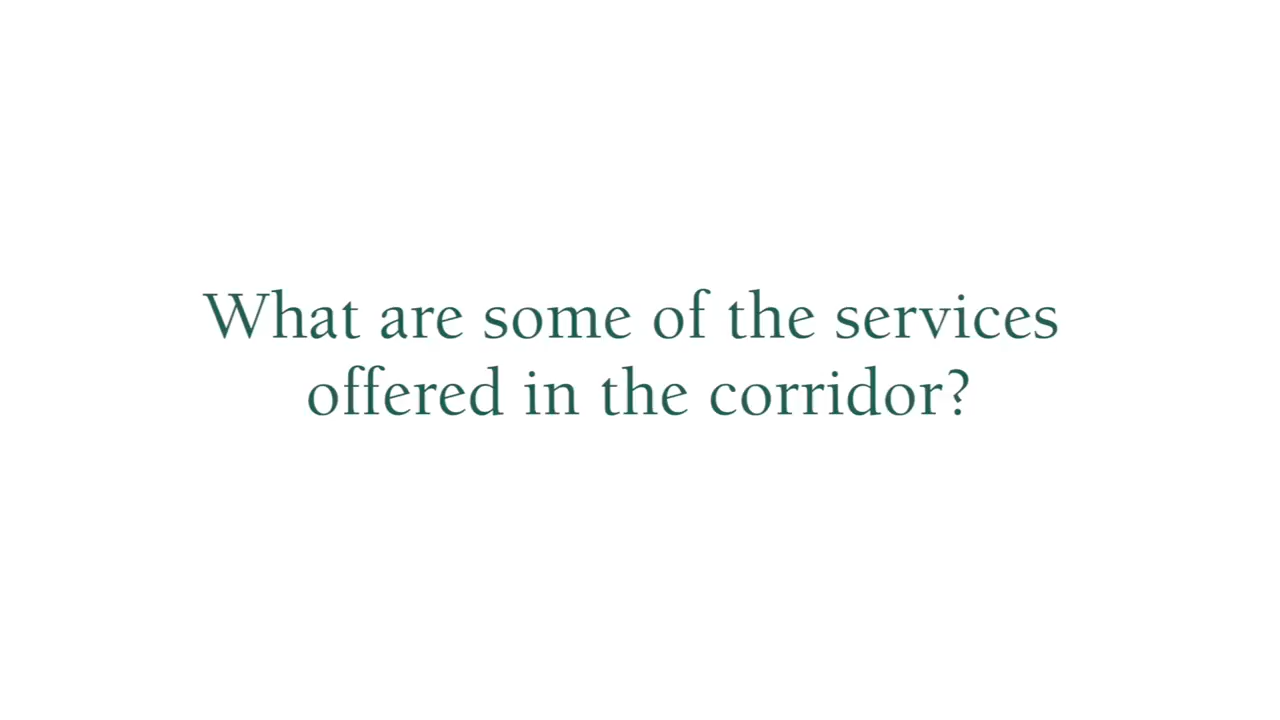 What are some of the services
offered in the corridor?